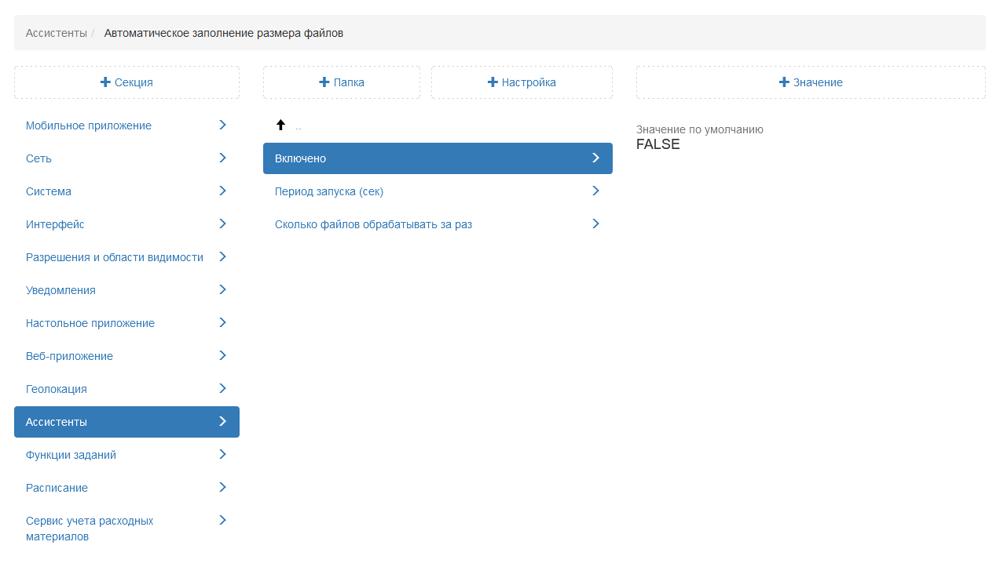 Ассистенты / Автоматическое заполнение размера файлов
Секция
Папка
Настройка
Значение
Мобильное приложение
Сеть
Система
Интерфейс
Разрешения и области видимости
Уведомления
Настольное приложение
Веб-приложение
Геолокация
Ассистенты
Функции заданий
Расписание
Сервис учета расходных
материалов
..
Включено
Период запуска (сек)
Сколько файлов обрабатывать за раз
Значение по умолчанию
FALSE